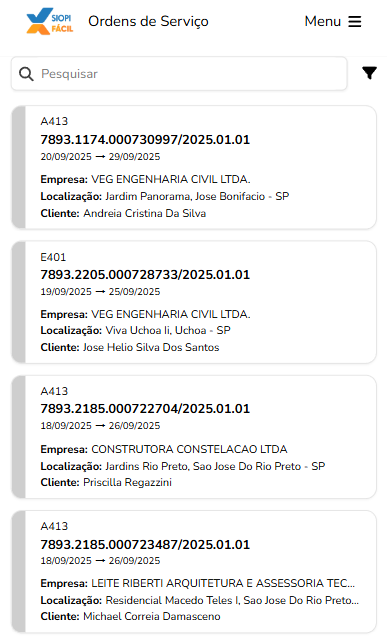 SIOPI
FÁCIL
Ordens de Serviço
Menu
Pesquisar
A413
7893.1174.000730997/2025.01.01
20/09/2025 → 29/09/2025
Empresa: VEG ENGENHARIA CIVIL LTDA.
Localização: Jardim Panorama, Jose Bonifacio - SP
Cliente: Andreia Cristina Da Silva
E401
7893.2205.000728733/2025.01.01
19/09/2025 → 25/09/2025
Empresa: VEG ENGENHARIA CIVIL LTDA.
Localização: Viva Uchoa Ii, Uchoa - SP
Cliente: Jose Helio Silva Dos Santos
A413
7893.2185.000722704/2025.01.01
18/09/2025 → 26/09/2025
Empresa: CONSTRUTORA CONSTELACAO LTDA
Localização: Jardins Rio Preto, Sao Jose Do Rio Preto - SP
Cliente: Priscilla Regazzini
A413
7893.2185.000723487/2025.01.01
18/09/2025 → 26/09/2025
Empresa: LEITE RIBERTI ARQUITETURA E ASSESSORIA TEC...
Localização: Residencial Macedo Teles I, Sao Jose Do Rio Preto...
Cliente: Michael Correia Damasceno